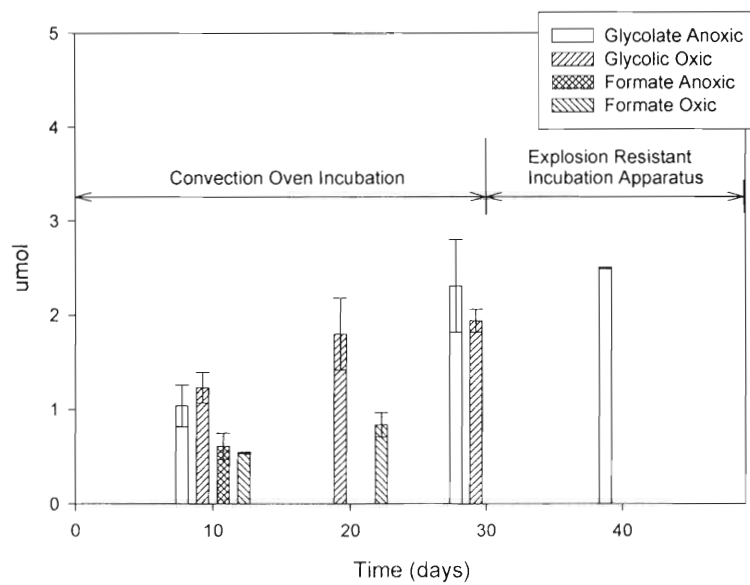 5
4
3
2
1
0
umol
Glycolate Anoxic
Glycolic Oxic
Formate Anoxic
Formate Oxic
Convection Oven Incubation
Explosion Resistant
Incubation Apparatus
0 10 20 30 40
Time (days)